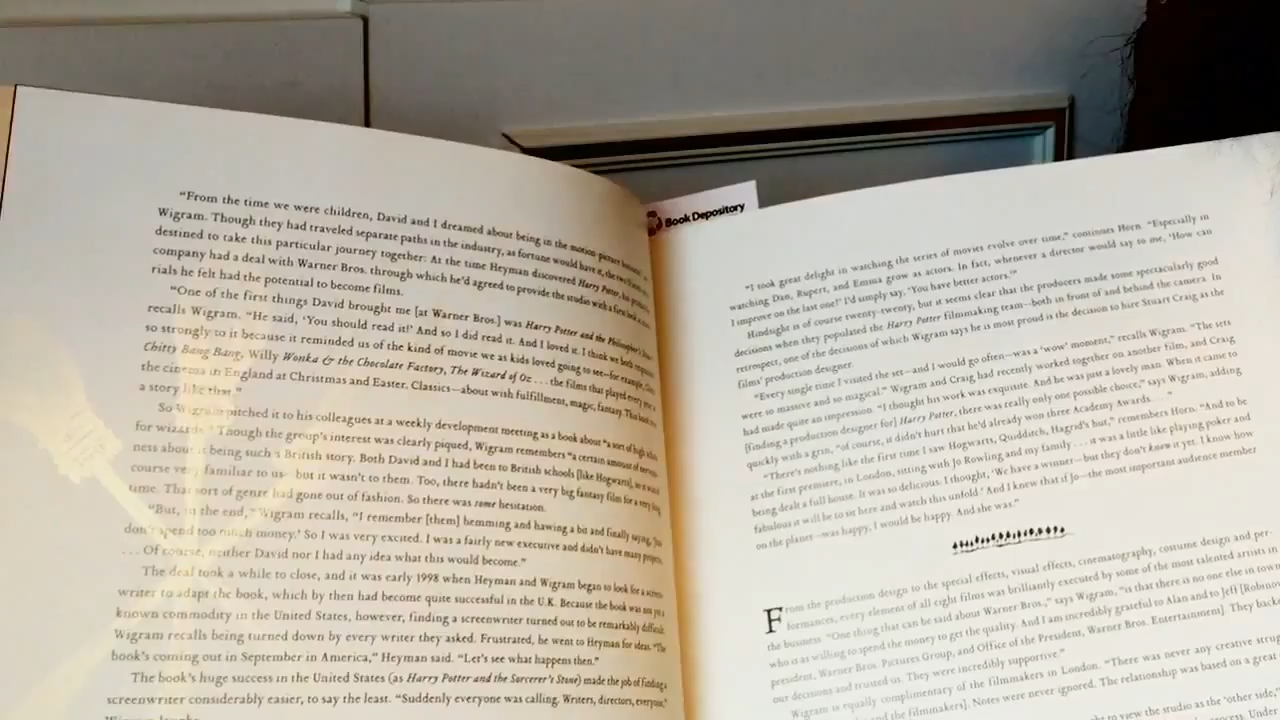 "From the time we were children, David and I dreamed about being in the motion picture business,"
Wigram. Though they had traveled separate paths in the industry, as fortune would have it, the two
destined to take this particular journey together: At the time Heyman discovered Harry Potter, his
company had a deal with Warner Bros. through which he'd agreed to provide the studio with a first look at
rials he felt had the potential to become films.
"One of the first things David brought me [at Warner Bros.] was Harry Potter and the Philosopher's
recalls Wigram. "He said, 'You should read it!' And so I did read it. And I loved it. I think we both
so strongly to it because it reminded us of the kind of movie we as kids loved going to see—for example,
Chitty Bang Bang, Willy Wonka & the Chocolate Factory, The Wizard of Oz . . . the films that played every
the cinema in England at Christmas and Easter. Classics—about wish fulfillment, magic, fantasy. This
a story like that."
So Wigram pitched it to his colleagues at a weekly development meeting as a book about "a sort of high
for wizards." Though the group's interest was clearly piqued, Wigram remembers "a certain amount of
ness about it being such a British story. Both David and I had been to British schools [like Hogwarts], so it
course very familiar to us—but it wasn't to them. Too, there hadn't been a very big fantasy film for a very long
time. That sort of genre had gone out of fashion. So there was some hesitation.
"But, in the end," Wigram recalls, "I remember [them] hemming and hawing a bit and finally saying,
don't spend too much money.' So I was very excited. I was a fairly new executive and didn't have many projects
. . . Of course, neither David nor I had any idea what this would become."
The deal took a while to close, and it was early 1998 when Heyman and Wigram began to look for a screen-
writer to adapt the book, which by then had become quite successful in the U.K. Because the book was not yet a
known commodity in the United States, however, finding a screenwriter turned out to be remarkably difficult.
Wigram recalls being turned down by every writer they asked. Frustrated, he went to Heyman for ideas. "The
book's coming out in September in America," Heyman said. "Let's see what happens then."
The book's huge success in the United States (as Harry Potter and the Sorcerer's Stone) made the job of finding a
screenwriter considerably easier, to say the least. "Suddenly everyone was calling. Writers, directors, everyone,"
Book Depository
"I took great delight in watching the series of movies evolve over time," continues Horn. "Especially in
watching Dan, Rupert, and Emma grow as actors. In fact, whenever a director would say to me, 'How can
I improve on the last one?' I'd simply say, 'You have better actors.'"
Hindsight is of course twenty-twenty, but it seems clear that the producers made some spectacularly good
decisions when they populated the Harry Potter filmmaking team—both in front of and behind the camera. In
retrospect, one of the decisions of which Wigram says he is most proud is the decision to hire Stuart Craig as the
films' production designer.
"Every single time I visited the set—and I would go often—was a 'wow' moment," recalls Wigram. "The sets
were so massive and so magical." Wigram and Craig had recently worked together on another film, and Craig
had made quite an impression. "I thought his work was exquisite. And he was just a lovely man. When it came to
[finding a production designer for] Harry Potter, there was really only one possible choice," says Wigram, adding
quickly with a grin, "of course, it didn't hurt that he'd already won three Academy Awards. . . ."
"There's nothing like the first time I saw Hogwarts, Quidditch, Hagrid's hut," remembers Horn. "And to be
at the first premiere, in London, sitting with Jo Rowling and my family . . . it was a little like playing poker and
being dealt a full house. It was so delicious. I thought, 'We have a winner—but they don't know it yet. I know how
fabulous it will be to sit here and watch this unfold.' And I knew that if Jo—the most important audience member
on the planet—was happy, I would be happy. And she was."
From the production design to the special effects, visual effects, cinematography, costume design and per-
formances, every element of all eight films was brilliantly executed by some of the most talented artists in
the business. "One thing that can be said about Warner Bros.," says Wigram, "is that there is no one else in town
who is as willing to spend the money to get the quality. And I am incredibly grateful to Alan and to Jeff [Robinov,
president, Warner Bros. Pictures Group, and Office of the President, Warner Bros. Entertainment]. They backed
our decisions and trusted us. They were incredibly supportive."
Wigram is equally complimentary of the filmmakers in London. "There was never any creative
and the filmmakers]. Notes were never ignored. The relationship was based on a great
to view the studio as the 'other side,'